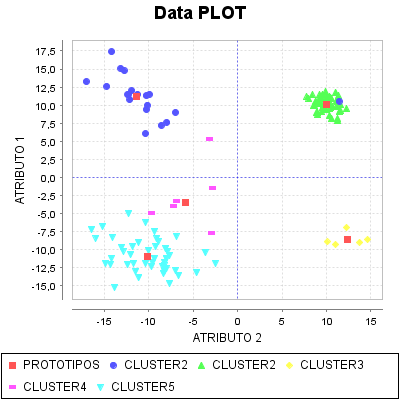 Data PLOT
ATRIBUTO 1
17,5
15,0
12,5
10,0
7,5
5,0
2,5
0,0
-2,5
-5,0
-7,5
-10,0
-12,5
-15,0
-15 -10 -5 0 5 10 15
ATRIBUTO 2
PROTOTIPOS CLUSTER2 CLUSTER2 CLUSTER3
CLUSTER4 CLUSTER5